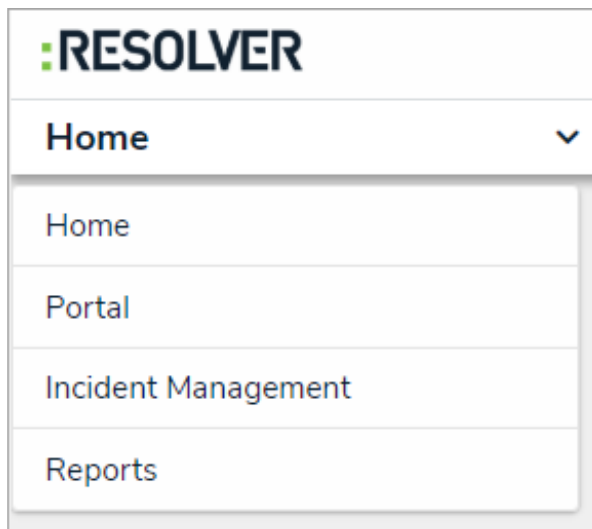 :RESOLVER
Home
Home
Portal
Incident Management
Reports